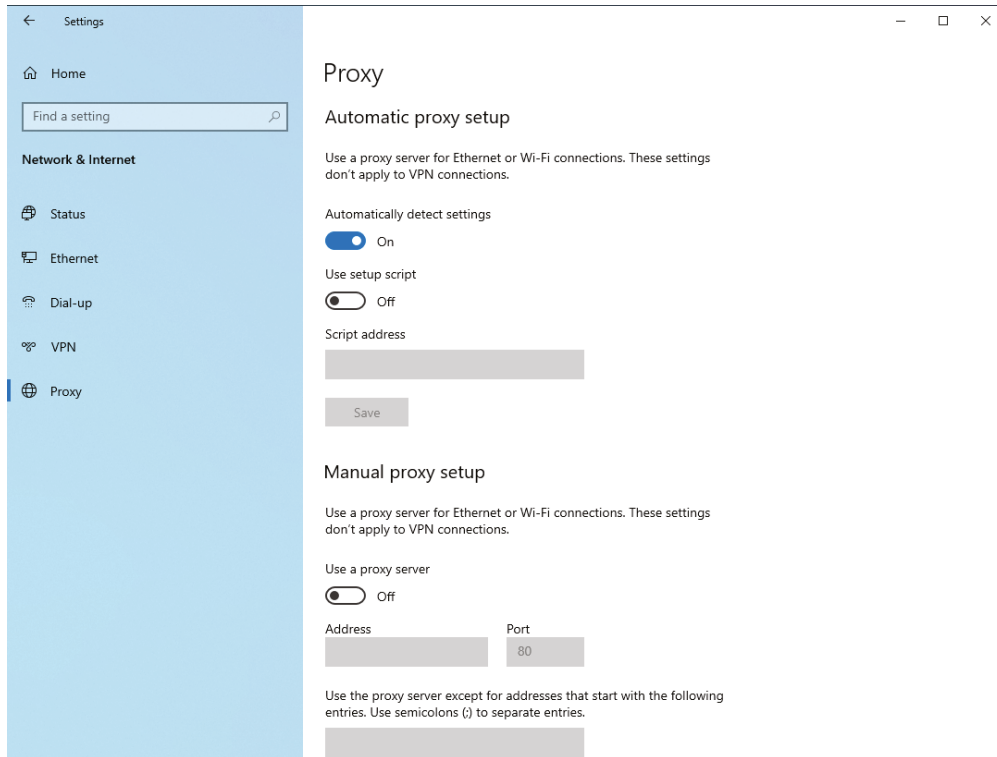 Settings
Home
Find a setting
Network & Internet
Status
Ethernet
Dial-up
VPN
Proxy
Proxy
Automatic proxy setup
Use a proxy server for Ethernet or Wi-Fi connections. These settings
don't apply to VPN connections.
Automatically detect settings
On
Use setup script
Off
Script address
Save
Manual proxy setup
Use a proxy server for Ethernet or Wi-Fi connections. These settings
don't apply to VPN connections.
Use a proxy server
Off
Address Port
80
Use the proxy server except for addresses that start with the following
entries. Use semicolons (;) to separate entries.